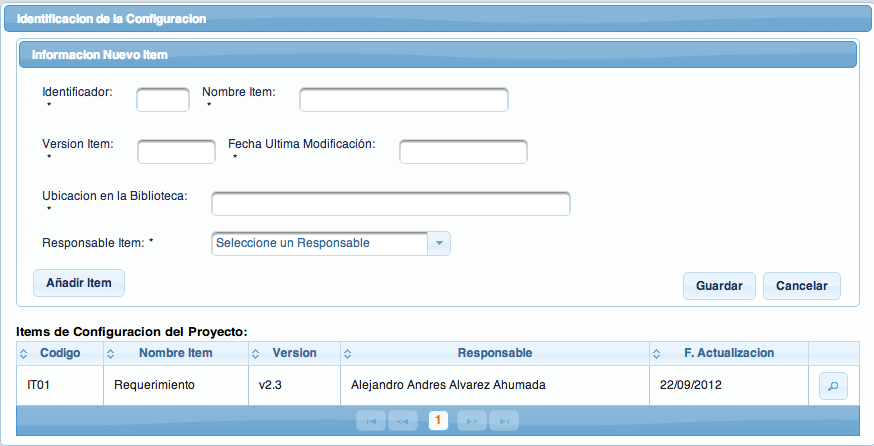 Identificacion de la Configuracion
Informacion Nuevo Item
Identificador: * Nombre Item: *
Version Item: * Fecha Ultima Modificación: *
Ubicacion en la Biblioteca: *
Responsable Item: * Seleccione un Responsable
Añadir Item Guardar Cancelar
Items de Configuracion del Proyecto:
Codigo Nombre Item Version Responsable F. Actualizacion
IT01 Requerimiento v2.3 Alejandro Andres Alvarez Ahumada 22/09/2012
1